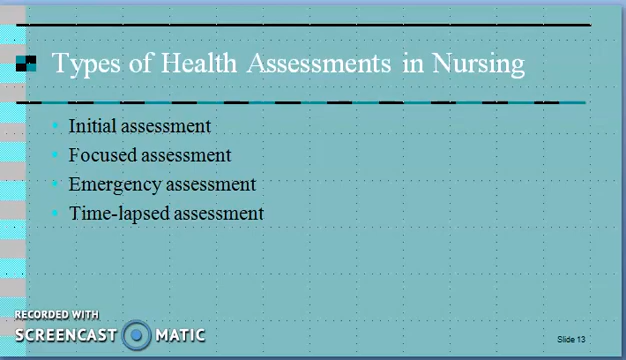 Types of Health Assessments in Nursing
Initial assessment
Focused assessment
Emergency assessment
Time-lapsed assessment
RECORDED WITH
SCREENCAST MATIC
Slide 13